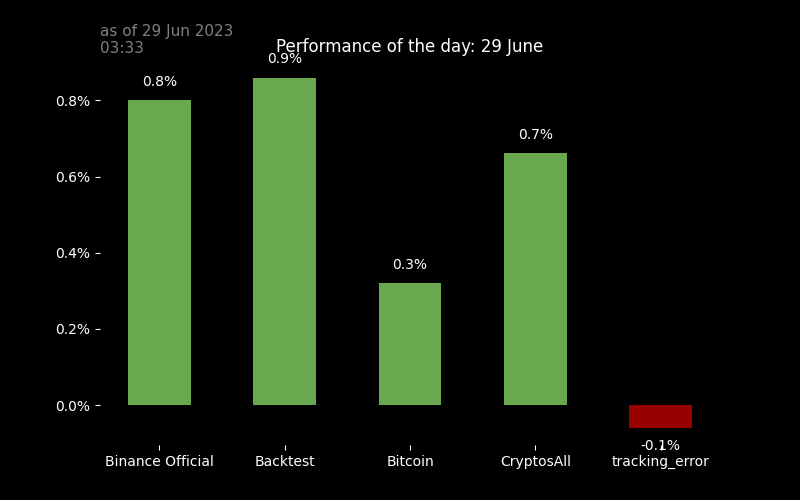 as of 29 Jun 2023
03:33
Performance of the day: 29 June
0.8%
0.9%
0.3%
0.7%
-0.1%
0.8%
0.6%
0.4%
0.2%
0.0%
Binance Official
Backtest
Bitcoin
CryptosAll
tracking_error